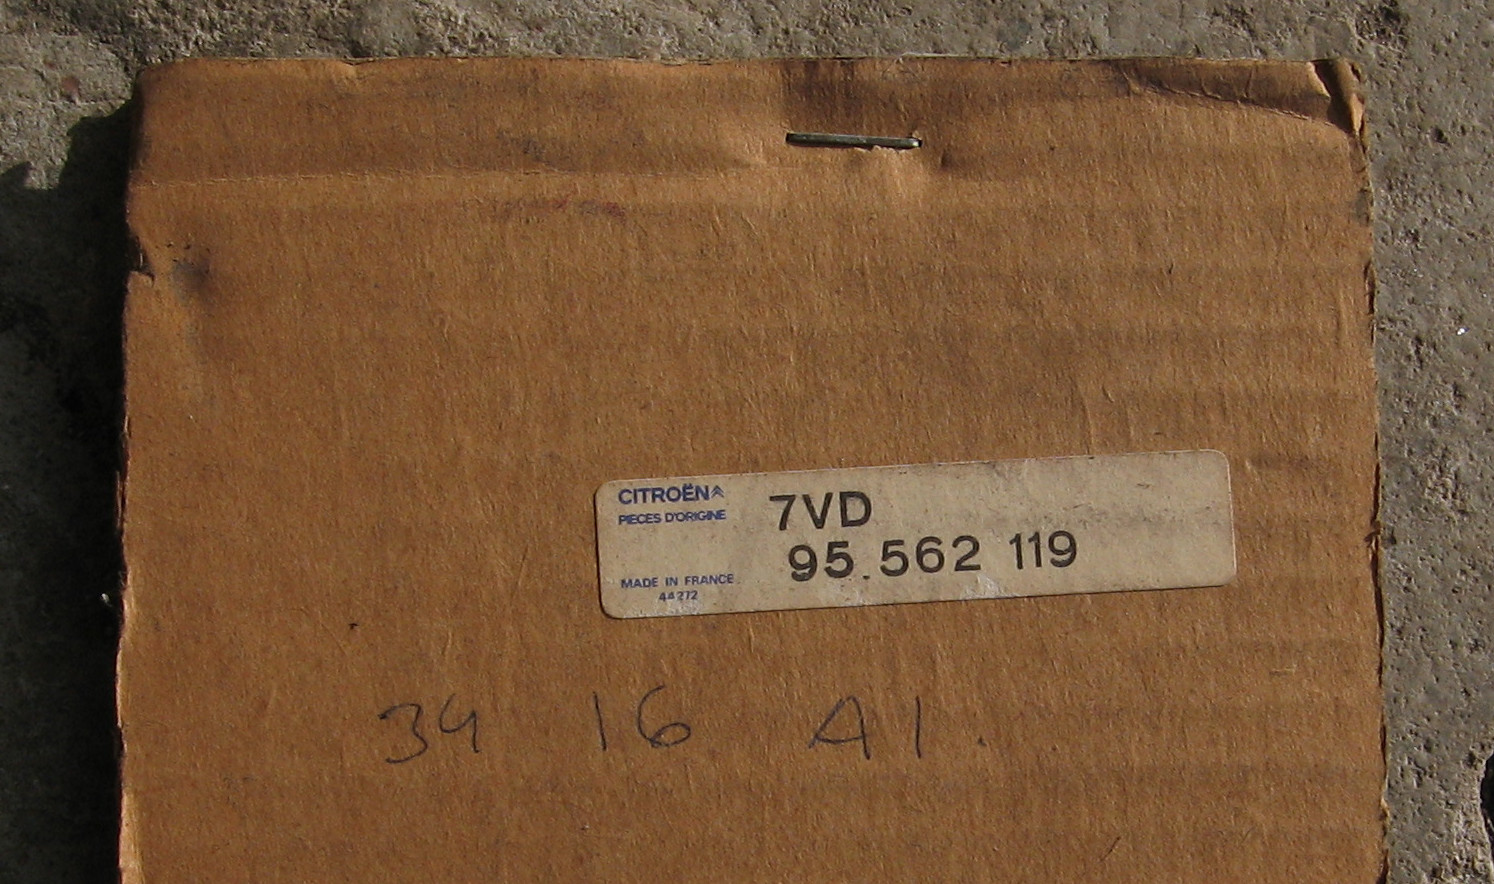 CITROËN
PIECES D'ORIGINE
7VD
95 562 119
MADE IN FRANCE
44272
34 16 A1.